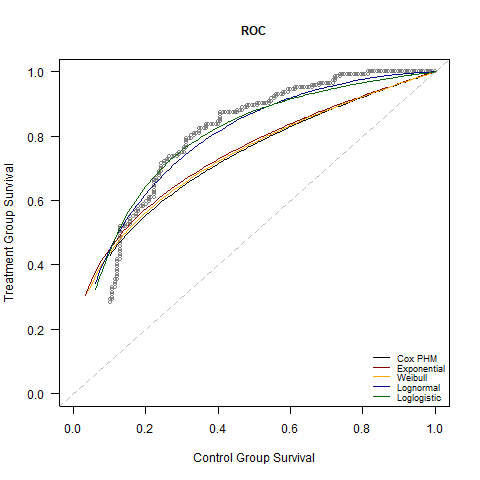 ROC
Treatment Group Survival
1.0
0.8
0.6
0.4
0.2
0.0
Cox PHM
Exponential
Weibull
Lognormal
Loglogistic
0.0 0.2 0.4 0.6 0.8 1.0
Control Group Survival